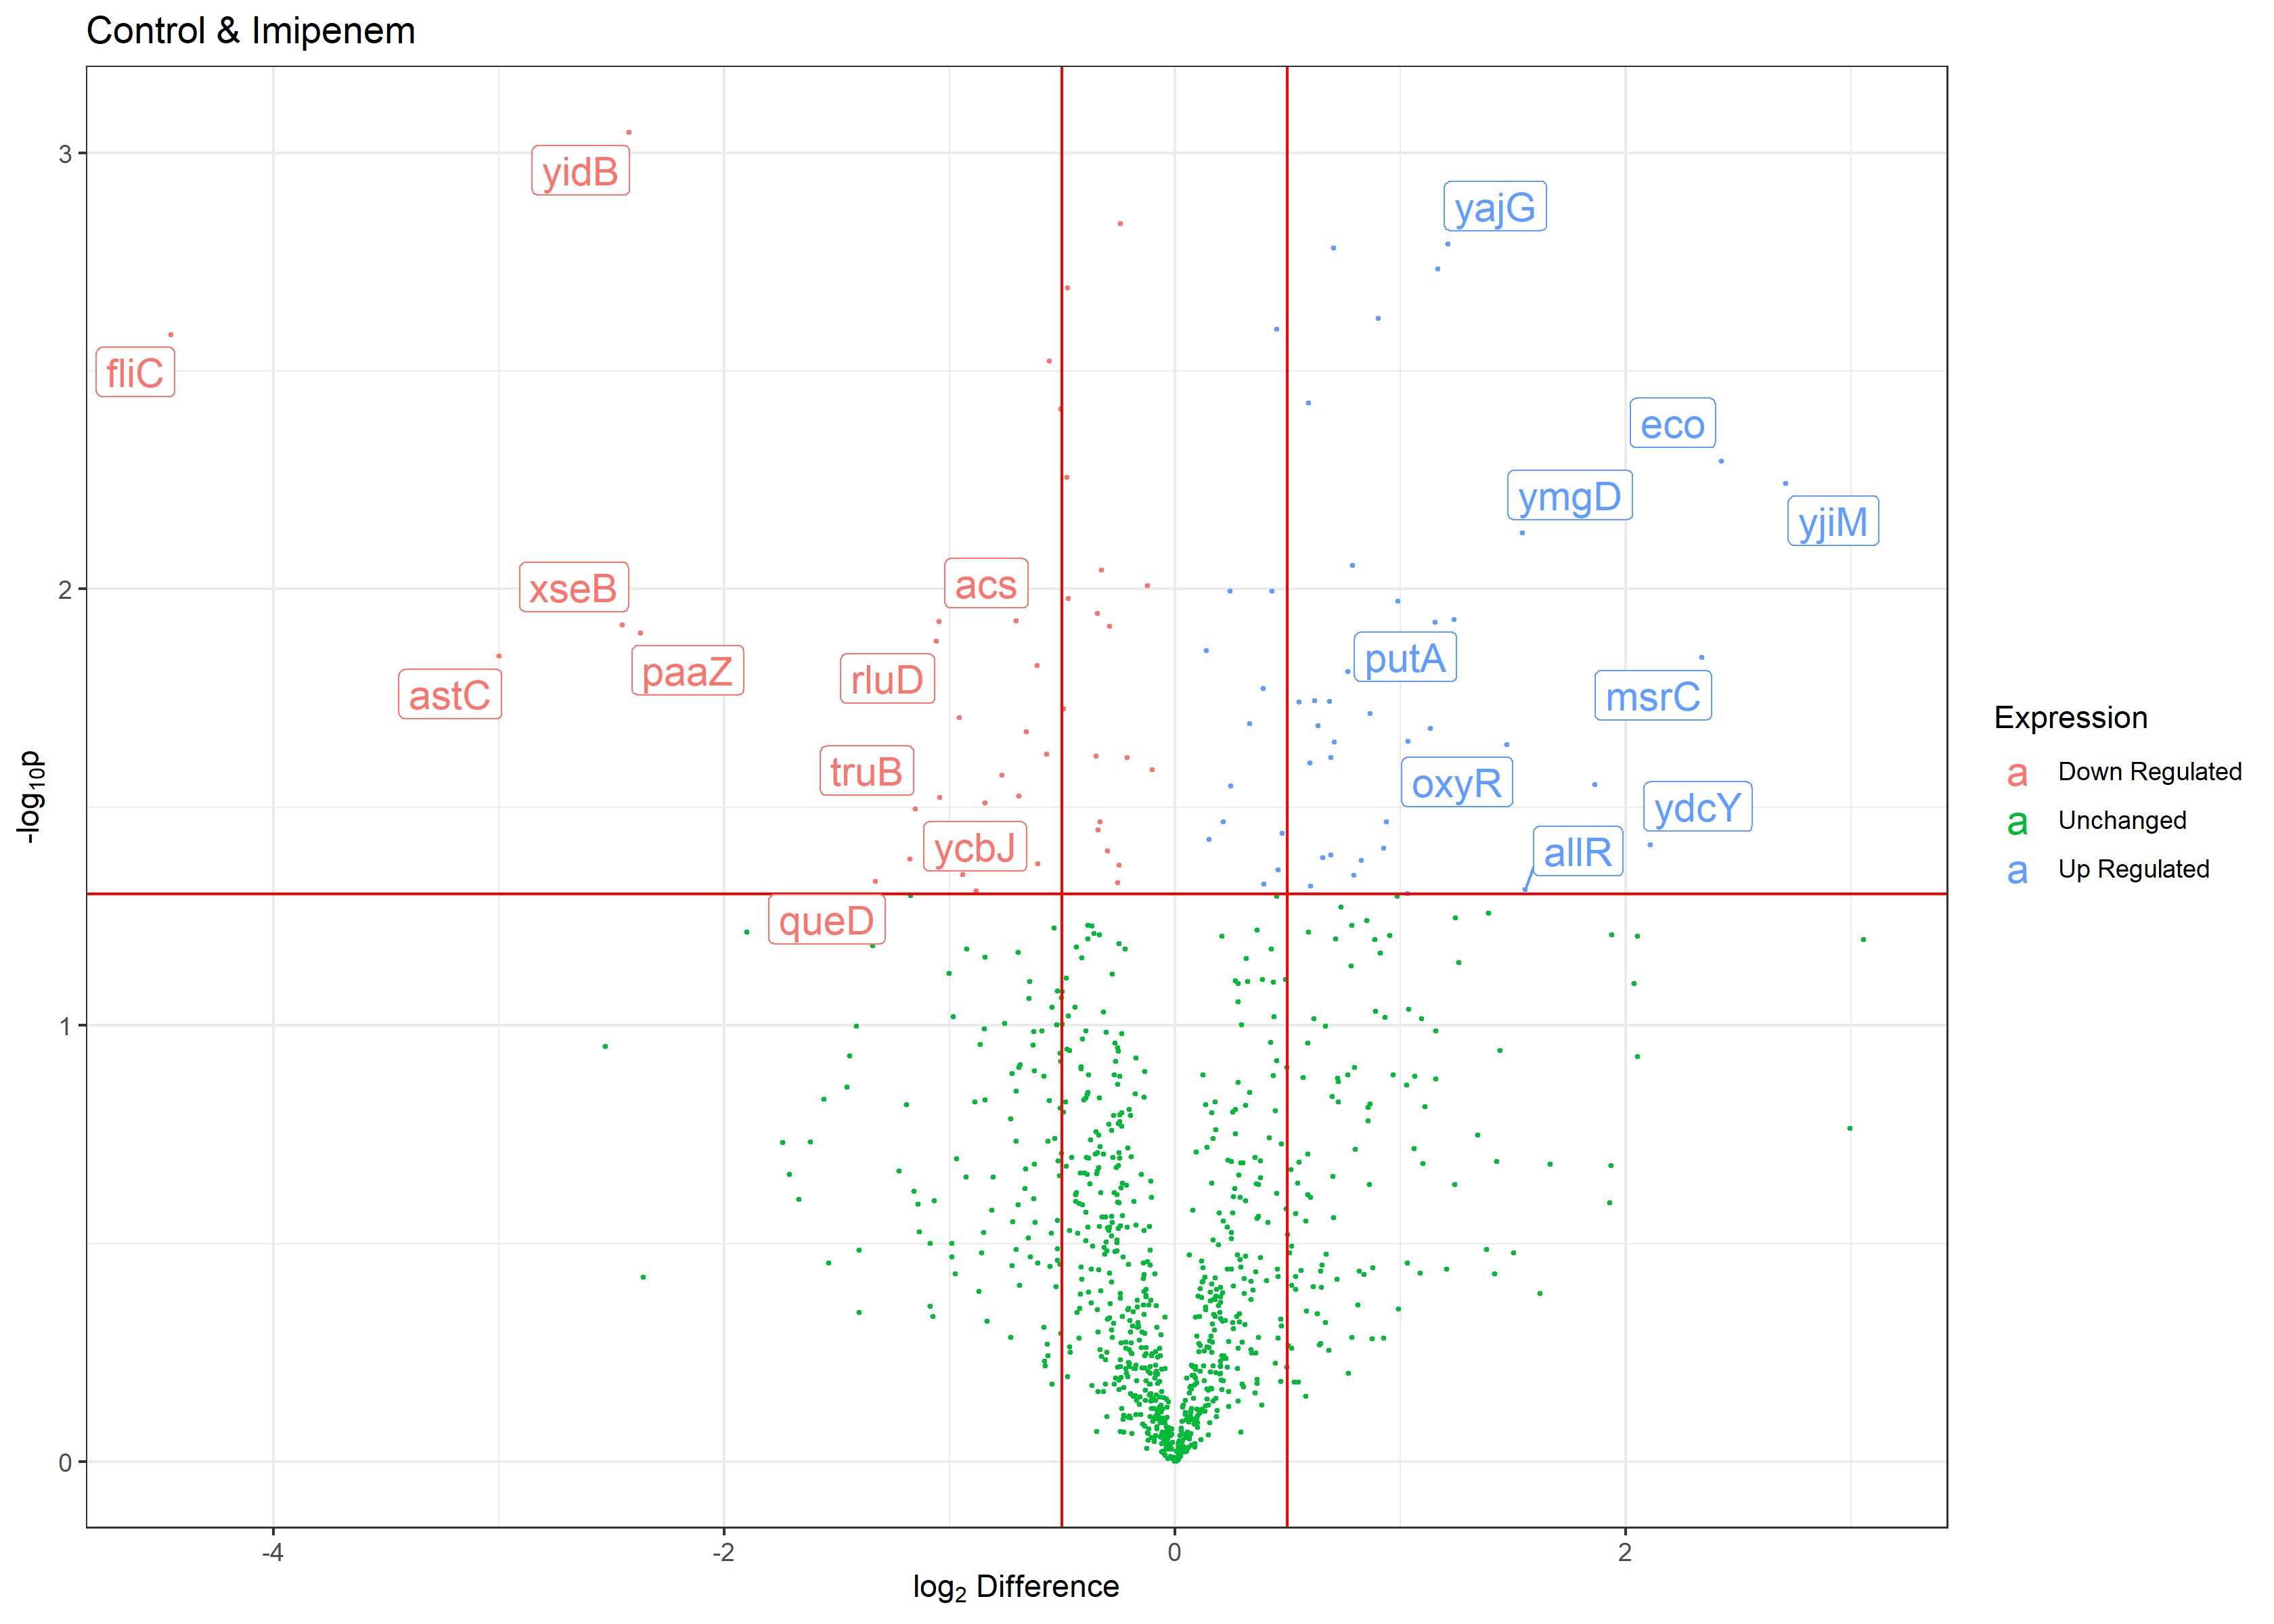 Control & Imipenem
yidB
yajG
fliC
eco
ymgD
yjiM
xseB
acs
putA
paaZ
rluD
astC
msrC
truB
oxyR
ydcY
ycbJ
allR
queD
3
2
1
0
-log10p
-4
-2
0
2
log2 Difference
Expression
a Down Regulated
a Unchanged
a Up Regulated